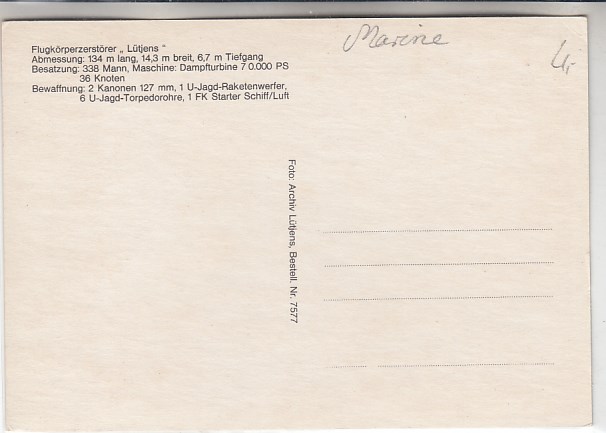 Flugkörperzerstörer „ Lütjens "
Abmessung: 134 m lang, 14,3 m breit, 6,7 m Tiefgang
Besatzung: 338 Mann, Maschine: Dampfturbine 7 0.000 PS
36 Knoten
Bewaffnung: 2 Kanonen 127 mm, 1 U-Jagd-Raketenwerfer,
6 U-Jagd-Torpedorohre, 1 FK Starter Schiff/Luft
Marine
4,-
Foto: Archiv Lütjens, Bestell. Nr. 7577